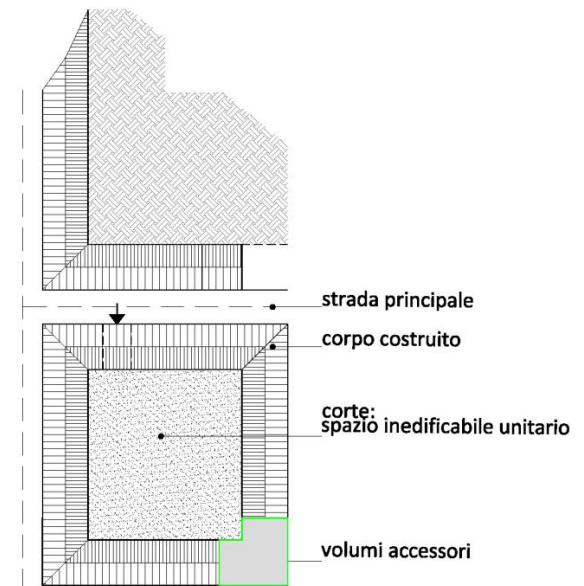 strada principale
corpo costruito
corte:
spazio inedificabile unitario
volumi accessori